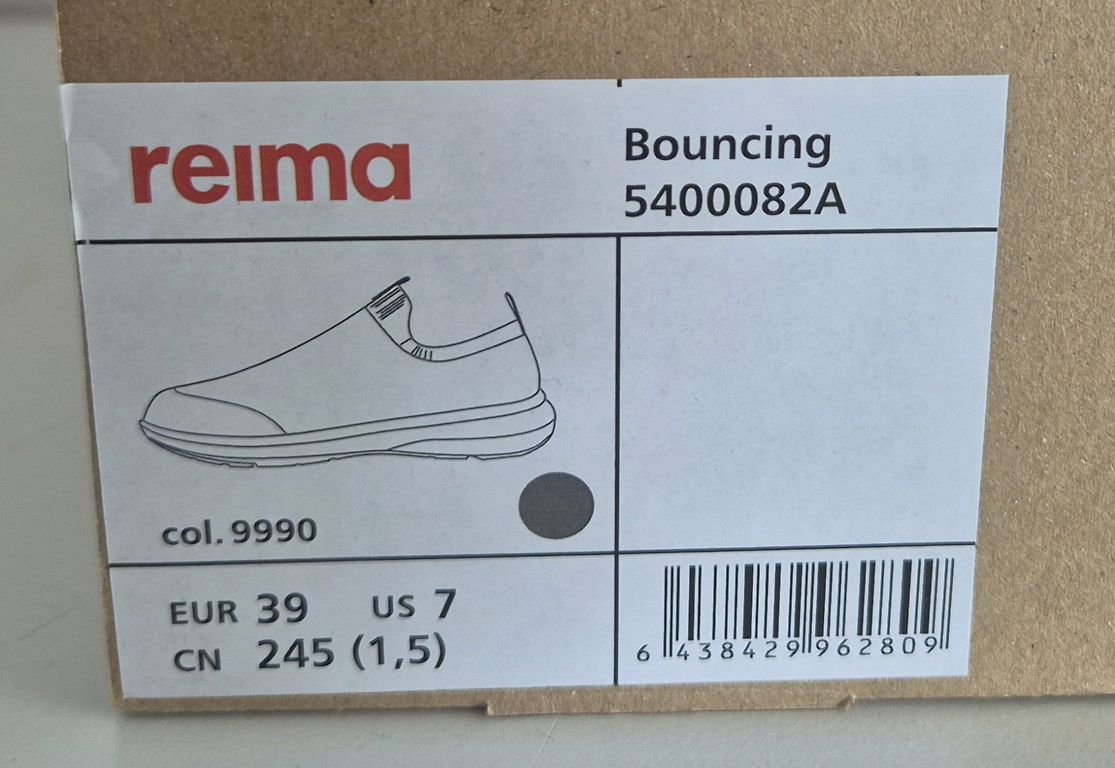 reima
Bouncing
5400082A
col. 9990
EUR 39 US 7
CN 245 (1,5)
6 438429 962809